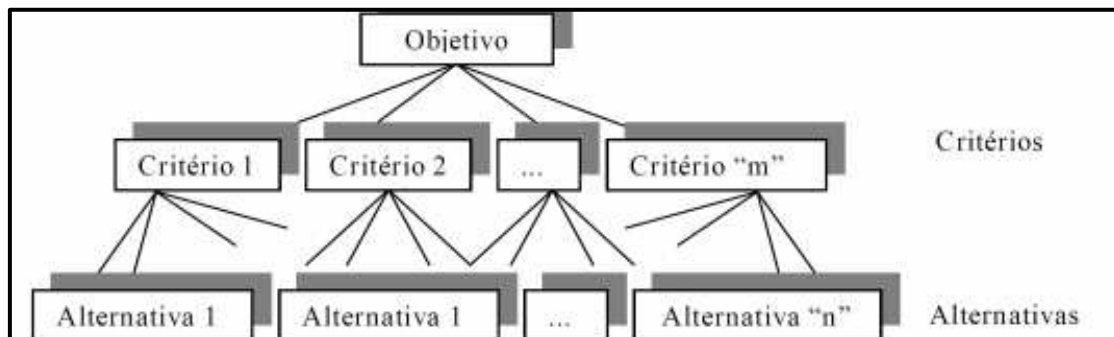 Objetivo
Critério 1 Critério 2 ... Critério “m” Critérios
Alternativa 1 Alternativa 1 ... Alternativa “n” Alternativas